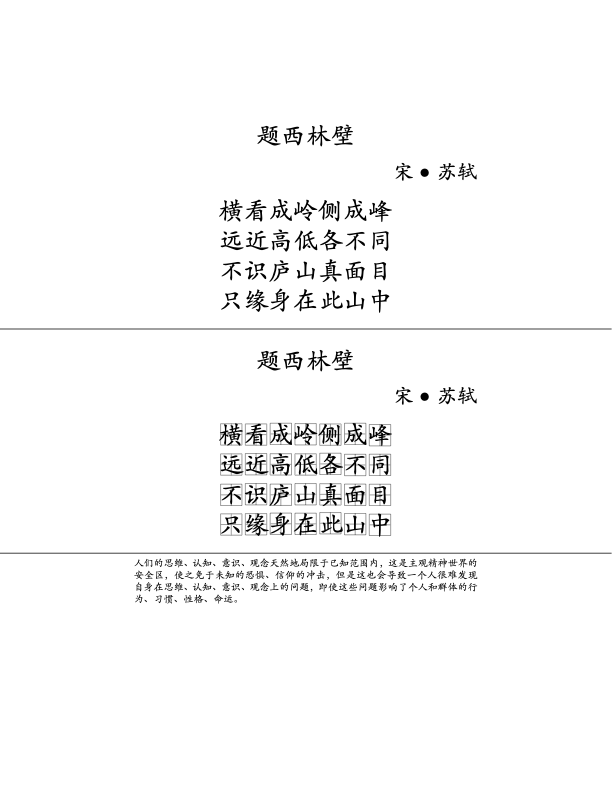 题西林壁
宋 ● 苏轼
横看成岭侧成峰
远近高低各不同
不识庐山真面目
只缘身在此山中
题西林壁
宋 ● 苏轼
横看成岭侧成峰
远近高低各不同
不识庐山真面目
只缘身在此山中
人们的思维、认知、意识、观念天然地局限于已知范围内，这是主观精神世界的
安全区，使之免于未知的恐惧、信仰的冲击，但是这也会导致一个人很难发现
自身在思维、认知、意识、观念上的问题，即使这些问题影响了个人和群体的行
为、习惯、性格、命运。